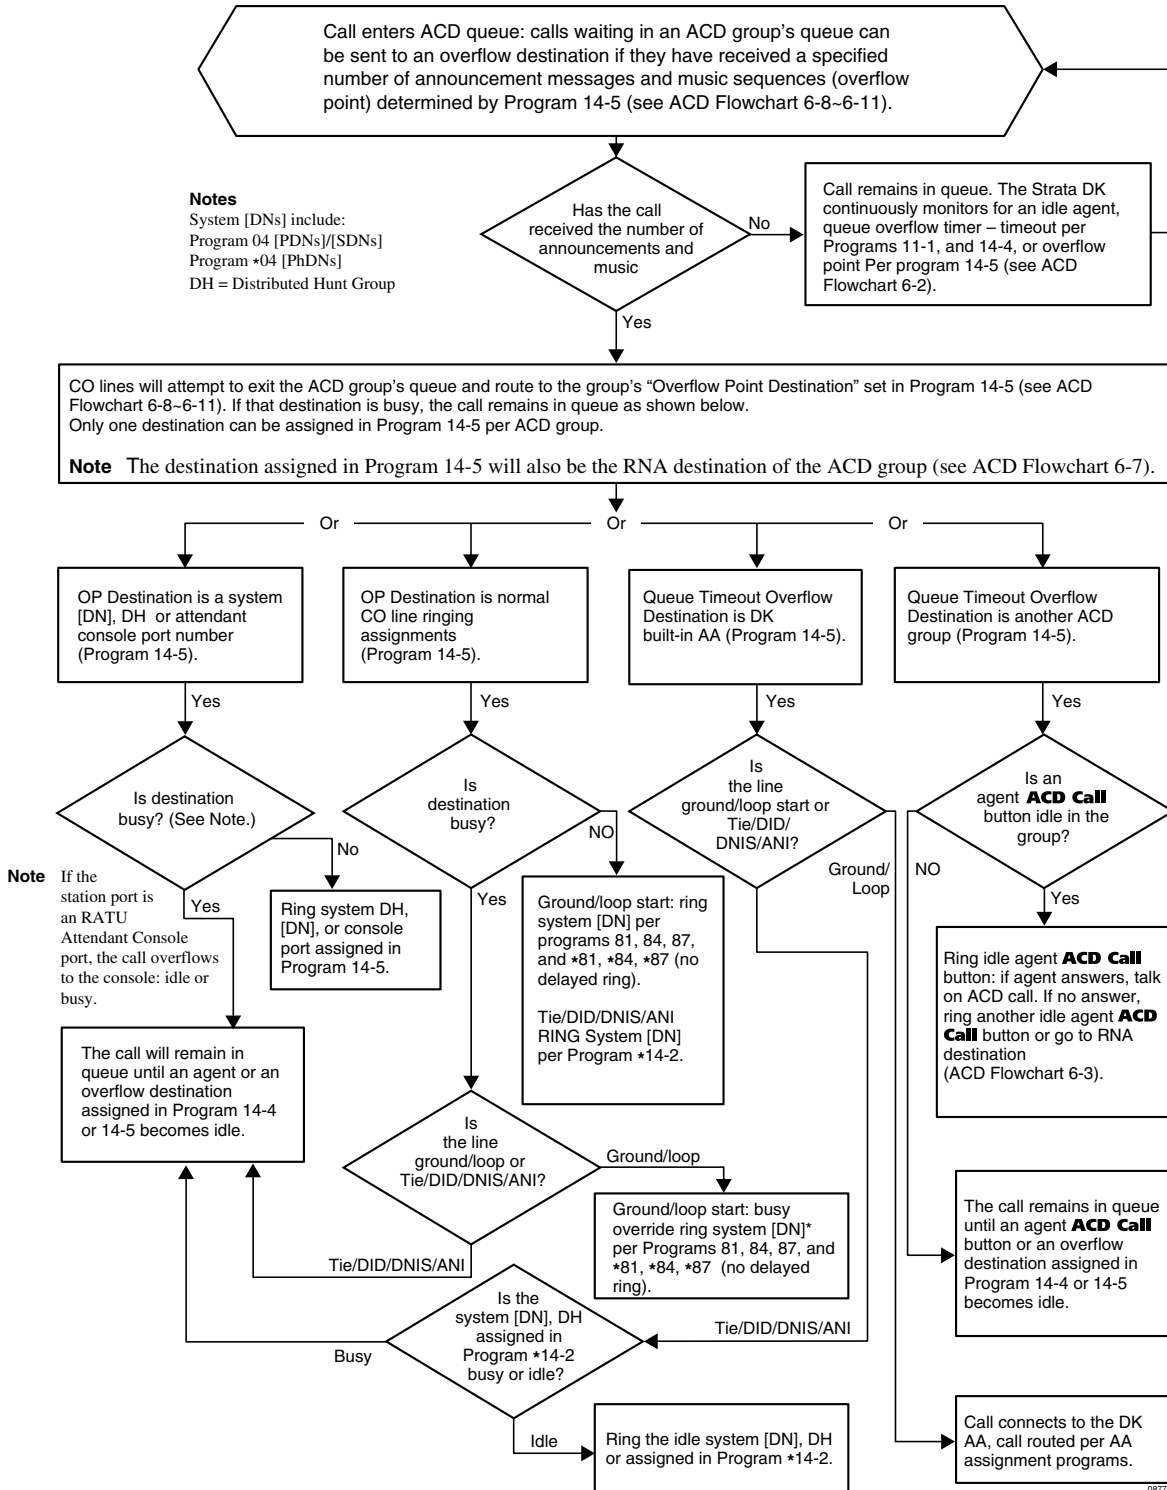 Call enters ACD queue: calls waiting in an ACD group's queue can
be sent to an overflow destination if they have received a specified
number of announcement messages and music sequences (overflow
point) determined by Program 14-5 (see ACD Flowchart 6-8~6-11).
Notes
System [DNs] include:
Program 04 [PDNs]/[SDNs]
Program *04 [PhDNs]
DH = Distributed Hunt Group
Has the call
received the number of
announcements and
music
No
Call remains in queue. The Strata DK
continuously monitors for an idle agent,
queue overflow timer – timeout per
Programs 11-1, and 14-4, or overflow
point Per program 14-5 (see ACD
Flowchart 6-2).
Yes
CO lines will attempt to exit the ACD group's queue and route to the group's “Overflow Point Destination” set in Program 14-5 (see ACD
Flowchart 6-8~6-11). If that destination is busy, the call remains in queue as shown below.
Only one destination can be assigned in Program 14-5 per ACD group.
Note The destination assigned in Program 14-5 will also be the RNA destination of the ACD group (see ACD Flowchart 6-7).
Or
Or
Or
Or
OP Destination is a system
[DN], DH or attendant
console port number
(Program 14-5).
OP Destination is normal
CO line ringing
assignments
(Program 14-5).
Queue Timeout Overflow
Destination is DK
built-in AA (Program 14-5).
Queue Timeout Overflow
Destination is another ACD
group (Program 14-5).
Yes
Yes
Yes
Yes
Is destination
busy? (See Note.)
Is
destination
busy?
Is
the line
ground/loop start or
Tie/DID/
DNIS/ANI?
Is an
agent ACD Call
button idle in the
group?
No
NO
Ground/
Loop
NO
Note If the
station port is
an RATU
Attendant Console
port, the call overflows
to the console: idle or
busy.
Yes
Yes
Yes
Ring system DH,
[DN], or console
port assigned in
Program 14-5.
Ground/loop start: ring
system [DN] per
programs 81, 84, 87,
and *81, *84, *87 (no
delayed ring).
Tie/DID/DNIS/ANI
RING System [DN]
per Program *14-2.
Ring idle agent ACD Call
button: if agent answers, talk
on ACD call. If no answer,
ring another idle agent ACD
Call button or go to RNA
destination
(ACD Flowchart 6-3).
The call will remain in
queue until an agent or an
overflow destination
assigned in Program 14-4
or 14-5 becomes idle.
Is
the line
ground/loop or
Tie/DID/DNIS/ANI?
Ground/loop
Ground/loop start: busy
override ring system [DN]*
per Programs 81, 84, 87, and
*81, *84, *87 (no delayed
ring).
The call remains in queue
until an agent ACD Call
button or an overflow
destination assigned in
Program 14-4 or 14-5
becomes idle.
Tie/DID/DNIS/ANI
Is the
system [DN], DH
assigned in
Program *14-2
busy or idle?
Tie/DID/DNIS/ANI
Busy
Idle
Ring the idle system [DN], DH
or assigned in Program *14-2.
Call connects to the DK
AA, call routed per AA
assignment programs.
0877